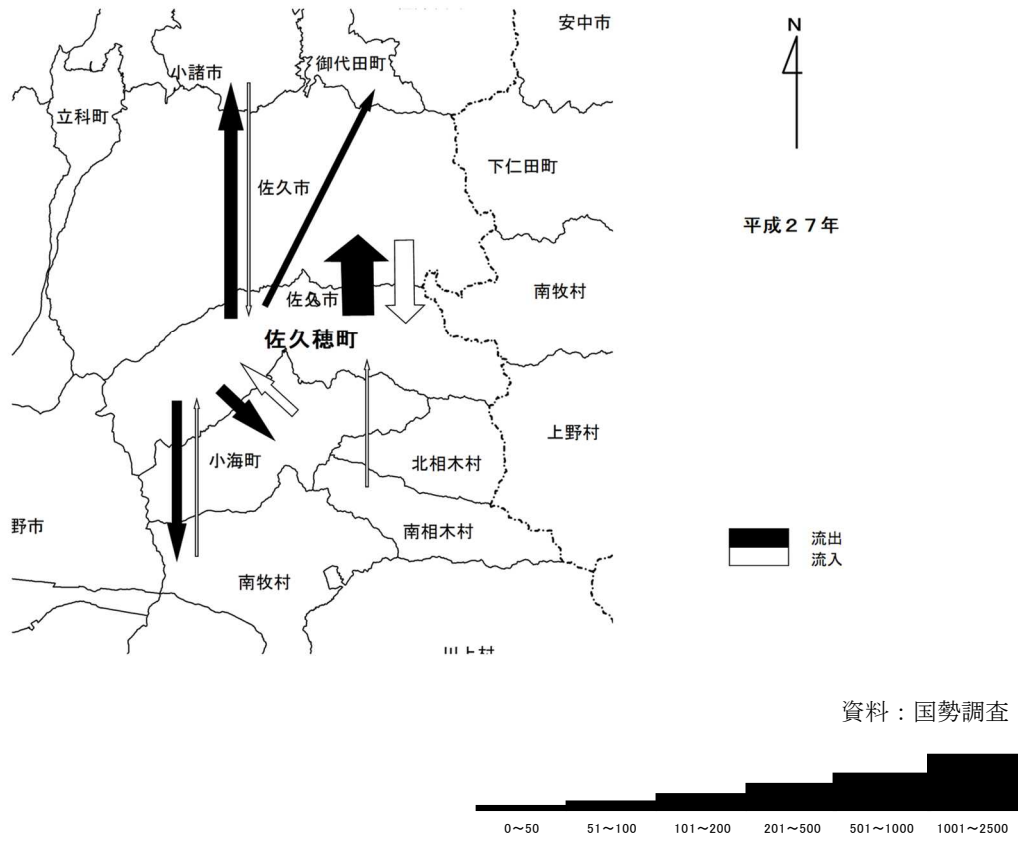 安中市
N
小諸市
御代田町
立科町
下仁田町
佐久市
平成２７年
南牧村
佐久市
佐久穂町
上野村
小海町
北相木村
野市
南相木村
流出
流入
南牧村
川上村
資料：国勢調査
0～50 51～100 101～200 201～500 501～1000 1001～2500